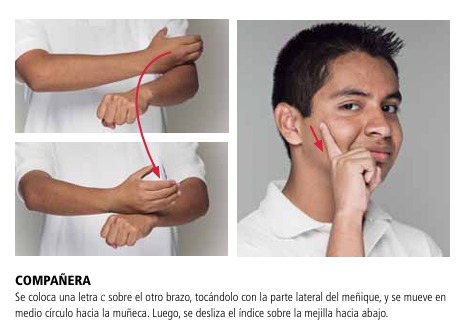 COMPAÑERA
Se coloca una letra c sobre el otro brazo, tocándolo con la parte lateral del meñique, y se mueve en
medio círculo hacia la muñeca. Luego, se desliza el índice sobre la mejilla hacia abajo.